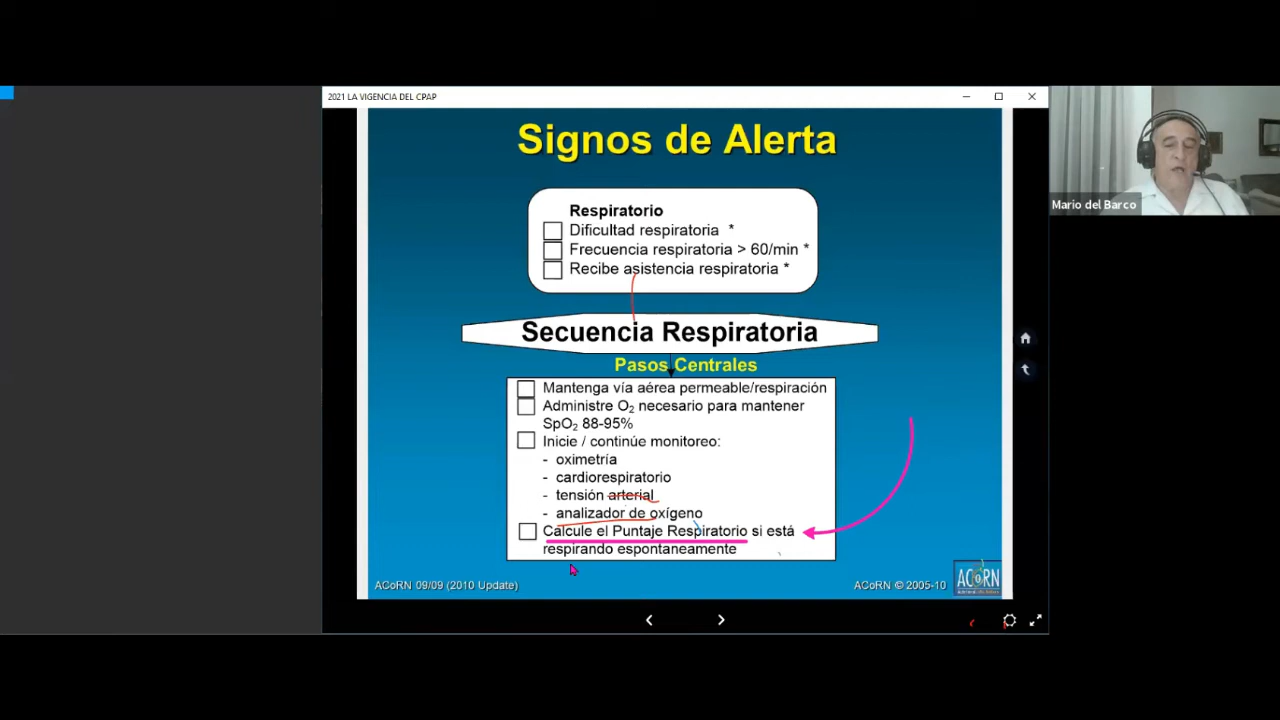 2021 LA VIGENCIA DEL CPAP
Signos de Alerta
Respiratorio
Dificultad respiratoria *
Frecuencia respiratoria > 60/min *
Recibe asistencia respiratoria *
Mario del Barco
Secuencia Respiratoria
Pasos Centrales
Mantenga vía aérea permeable/respiración
Administre O₂ necesario para mantener
SpO₂ 88-95%
Inicie / continúe monitoreo:
- oximetría
- cardiorespiratorio
- tensión arterial
- analizador de oxígeno
Calcule el Puntaje Respiratorio si está
respirando espontaneamente
ACoRN 09/09 (2010 Update)
ACoRN © 2005-10
ACoRN